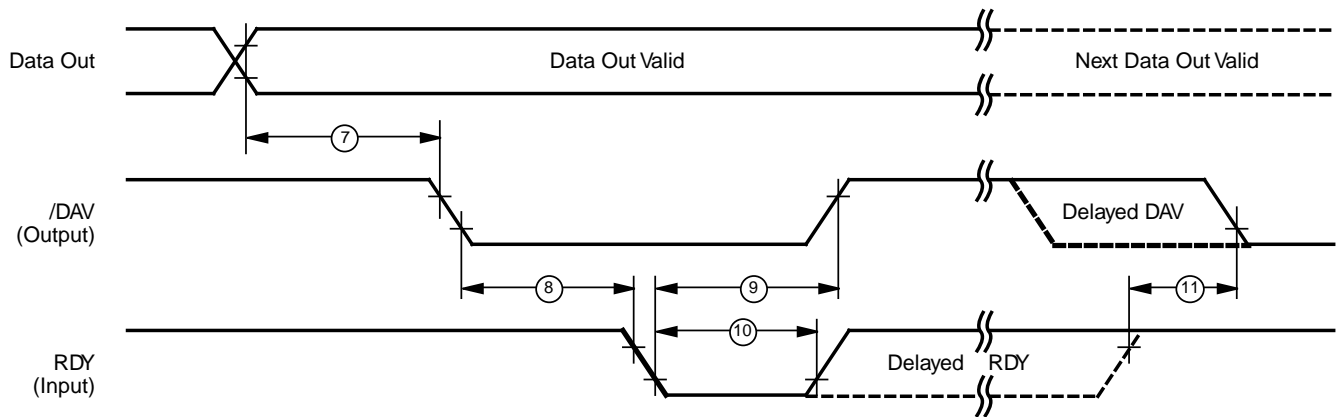 Data Out
Data Out Valid
Next Data Out Valid
7
/DAV
(Output)
Delayed DAV
8
9
11
10
RDY
(Input)
Delayed RDY